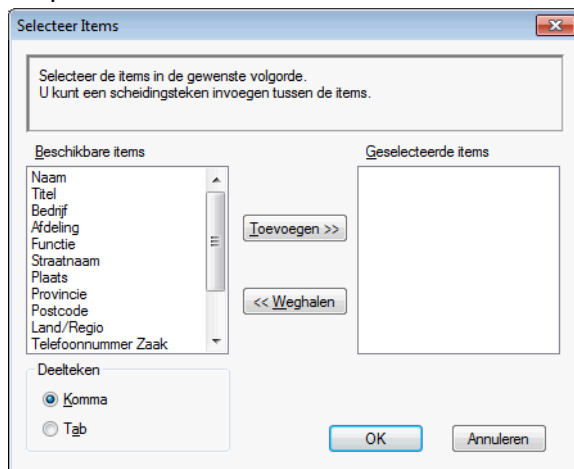 Selecteer Items
Selecteer de items in de gewenste volgorde.
U kunt een scheidingsteken invoegen tussen de items.
Beschikbare items
Geselecteerde items
Naam
Titel
Bedrijf
Afdeling
Functie
Straatnaam
Plaats
Provincie
Postcode
Land/Regio
Telefoonnummer Zaak
Toevoegen >>
<< Weghalen
Deelteken
Komma
Tab
OK
Annuleren